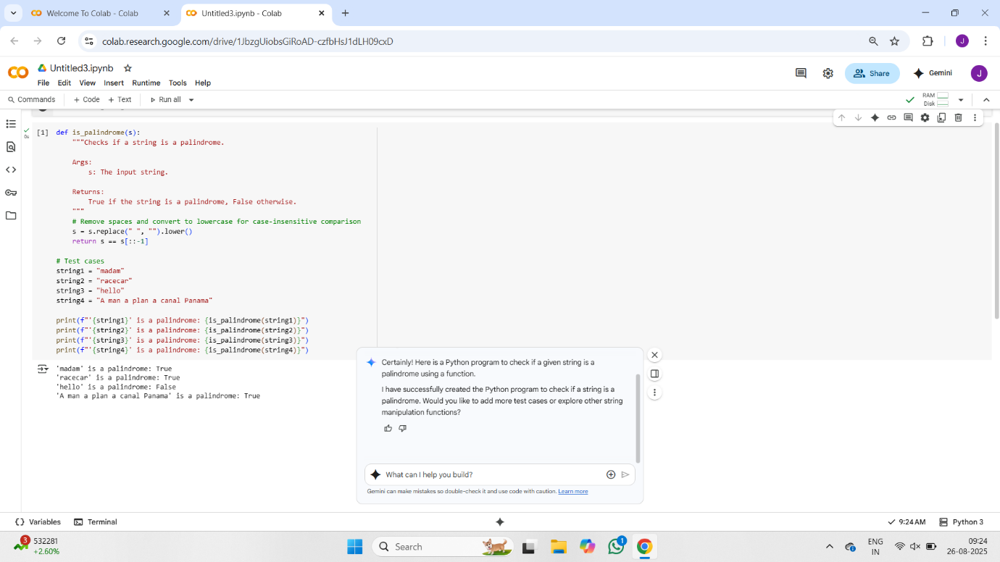 Welcome To Colab - Colab
Untitled3.ipynb - Colab
colab.research.google.com/drive/1JbzgUiobsGiRoAD-czfbHsJ1dLH09cxD
J
Untitled3.ipynb
Share
Gemini
J
File Edit View Insert Runtime Tools Help
Commands + Code + Text Run all
RAM
Disk
[1] def is_palindrome(s):
0s
"""Checks if a string is a palindrome.
Args:
s: The input string.
Returns:
True if the string is a palindrome, False otherwise.
"""
# Remove spaces and convert to lowercase for case-insensitive comparison
s = s.replace(" ", "").lower()
return s == s[::-1]
# Test cases
string1 = "madam"
string2 = "racecar"
string3 = "hello"
string4 = "A man a plan a canal Panama"
print(f"'{string1}' is a palindrome: {is_palindrome(string1)}")
print(f"'{string2}' is a palindrome: {is_palindrome(string2)}")
print(f"'{string3}' is a palindrome: {is_palindrome(string3)}")
print(f"'{string4}' is a palindrome: {is_palindrome(string4)}")
'madam' is a palindrome: True
'racecar' is a palindrome: True
'hello' is a palindrome: False
'A man a plan a canal Panama' is a palindrome: True
Certainly! Here is a Python program to check if a given string is a
palindrome using a function.
I have successfully created the Python program to check if a string is a
palindrome. Would you like to add more test cases or explore other string
manipulation functions?
What can I help you build?
Gemini can make mistakes so double-check it and use code with caution. Learn more
Variables Terminal
9:24 AM Python 3
3
532281
+2.60%
Search
1
ENG
IN
09:24
26-08-2025